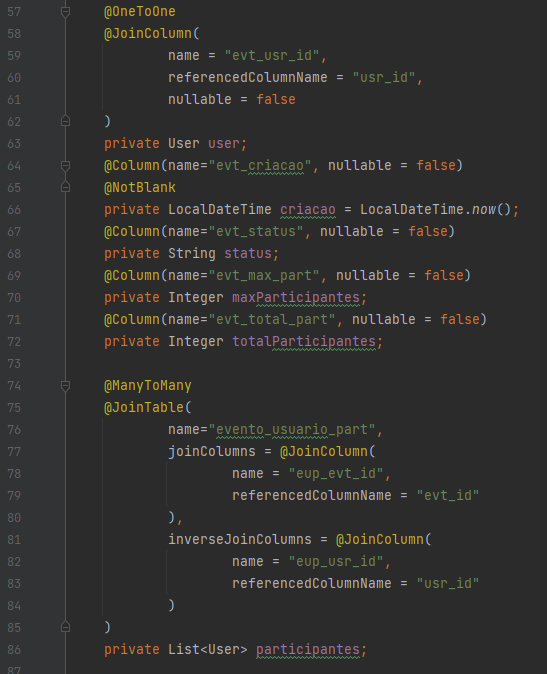 57 @OneToOne
58 @JoinColumn(
59 name = "evt_usr_id",
60 referencedColumnName = "usr_id",
61 nullable = false
62 )
63 private User user;
64 @Column(name="evt_criacao", nullable = false)
65 @NotBlank
66 private LocalDateTime criacao = LocalDateTime.now();
67 @Column(name="evt_status", nullable = false)
68 private String status;
69 @Column(name="evt_max_part", nullable = false)
70 private Integer maxParticipantes;
71 @Column(name="evt_total_part", nullable = false)
72 private Integer totalParticipantes;
73
74 @ManyToMany
75 @JoinTable(
76 name="evento_usuario_part",
77 joinColumns = @JoinColumn(
78 name = "eup_evt_id",
79 referencedColumnName = "evt_id"
80 ),
81 inverseJoinColumns = @JoinColumn(
82 name = "eup_usr_id",
83 referencedColumnName = "usr_id"
84 )
85 )
86 private List<User> participantes;
87